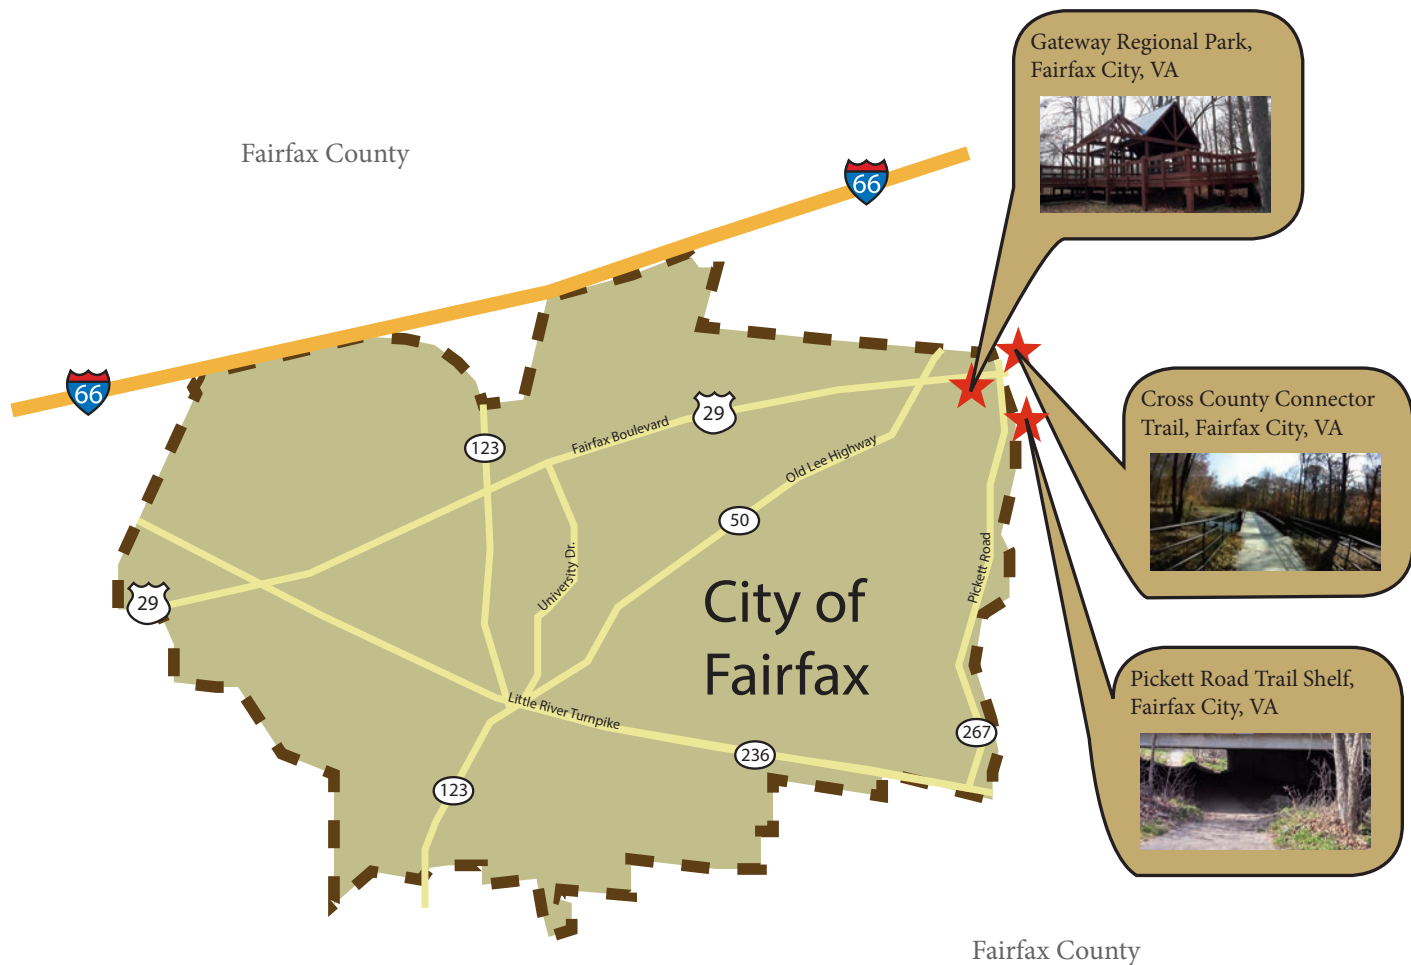 Gateway Regional Park,
Fairfax City, VA
Fairfax County
66
66
Cross County Connector
Trail, Fairfax City, VA
29
Fairfax Boulevard
123
Old Lee Highway
50
University Dr.
Pickett Road
29
City of
Fairfax
Pickett Road Trail Shelf,
Fairfax City, VA
Little River Turnpike
267
236
123
Fairfax County